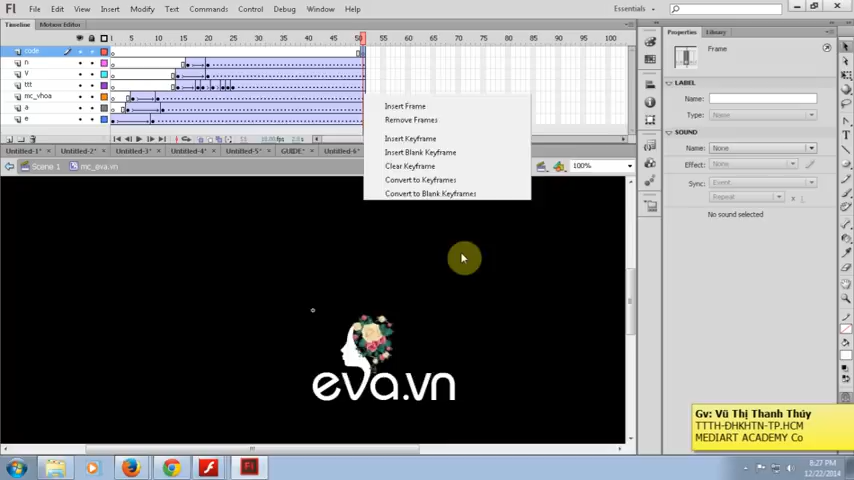 Fl File Edit View Insert Modify Text Commands Control Debug Window Help
Essentials
Timeline Motion Editor
1 5 10 15 20 25 30 35 40 45 50 55 60 65 70 75 80 85 90 95 100
code
n
v
ttt
mc_vhoa
a
e
Insert Frame
Remove Frames
Insert Keyframe
Insert Blank Keyframe
Clear Keyframe
Convert to Keyframes
Convert to Blank Keyframes
Untitled-1* Untitled-2* Untitled-3* Untitled-4* Untitled-5* GUIDE* Untitled-6*
Scene 1 mc_eva.vn
100%
Properties Library
Frame
LABEL
Name:
Type: Name
SOUND
Name: None
Effect: None
Sync: Event
Repeat x 1
No sound selected
eva.vn
Gv: Vũ Thị Thanh Thúy
TTTH-ĐHKHTN-TP.HCM
MEDIART ACADEMY Co
Fl
8:27 PM
12/22/2014